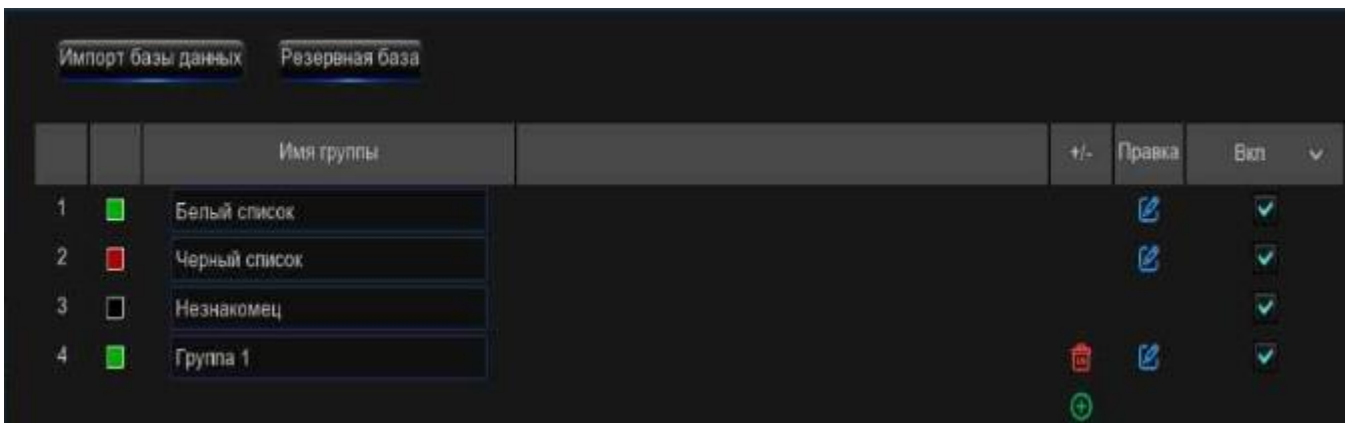 Импорт базы данных Резервная база
Имя группы +/- Правка Вкл
1 Белый список
2 Черный список
3 Незнакомец
4 Группа 1